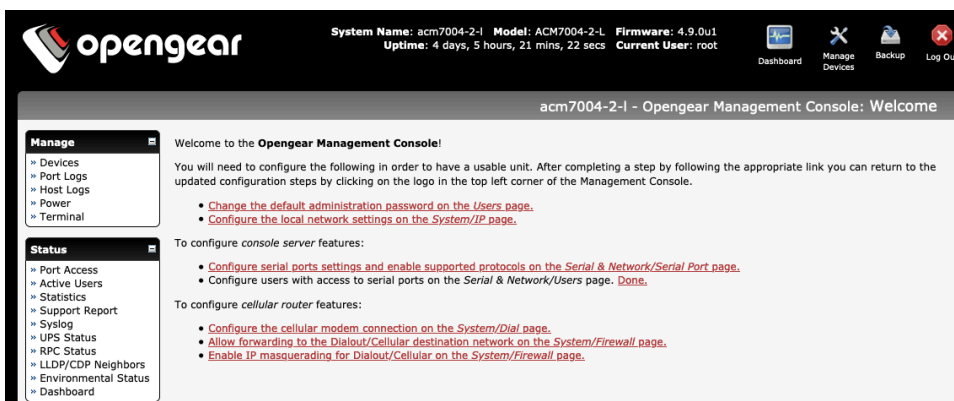 opengear
System Name: acm7004-2-l Model: ACM7004-2-L Firmware: 4.9.0u1
Uptime: 4 days, 5 hours, 21 mins, 22 secs Current User: root
Dashboard
Manage
Devices
Backup
Log Ou
acm7004-2-l - Opengear Management Console: Welcome
Manage
» Devices
» Port Logs
» Host Logs
» Power
» Terminal
Status
» Port Access
» Active Users
» Statistics
» Support Report
» Syslog
» UPS Status
» RPC Status
» LLDP/CDP Neighbors
» Environmental Status
» Dashboard
Welcome to the Opengear Management Console!
You will need to configure the following in order to have a usable unit. After completing a step by following the appropriate link you can return to the
updated configuration steps by clicking on the logo in the top left corner of the Management Console.
• Change the default administration password on the Users page.
• Configure the local network settings on the System/IP page.
To configure console server features:
• Configure serial ports settings and enable supported protocols on the Serial & Network/Serial Port page.
• Configure users with access to serial ports on the Serial & Network/Users page. Done.
To configure cellular router features:
• Configure the cellular modem connection on the System/Dial page.
• Allow forwarding to the Dialout/Cellular destination network on the System/Firewall page.
• Enable IP masquerading for Dialout/Cellular on the System/Firewall page.